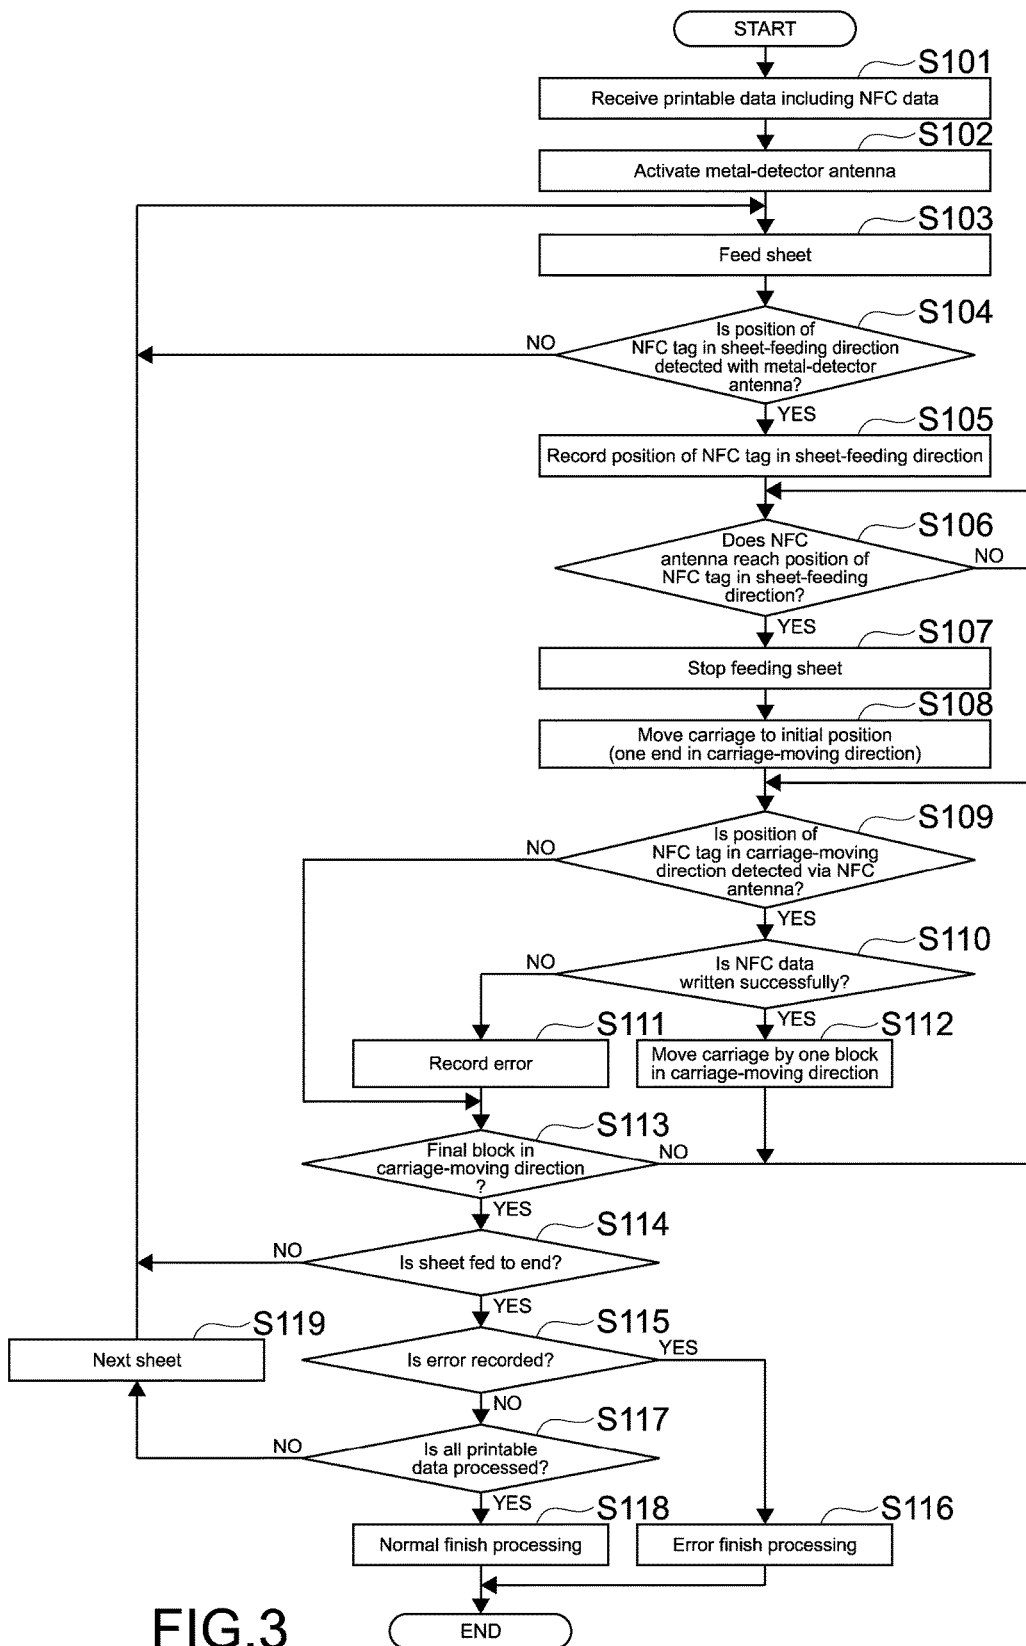 START
S101
Receive printable data including NFC data
S102
Activate metal-detector antenna
S103
Feed sheet
S104
Is position of
NFC tag in sheet-feeding direction
detected with metal-detector
antenna?
NO
YES
S105
Record position of NFC tag in sheet-feeding direction
S106
Does NFC
antenna reach position of
NFC tag in sheet-feeding
direction?
NO
YES
S107
Stop feeding sheet
S108
Move carriage to initial position
(one end in carriage-moving direction)
S109
Is position of
NFC tag in carriage-moving
direction detected via NFC
antenna?
NO
YES
S110
Is NFC data
written successfully?
NO
YES
S111
Record error
S112
Move carriage by one block
in carriage-moving direction
S113
Final block in
carriage-moving direction
?
NO
YES
S114
Is sheet fed to end?
NO
YES
S119
Next sheet
S115
Is error recorded?
YES
NO
S117
Is all printable
data processed?
NO
YES
S118
Normal finish processing
S116
Error finish processing
END
FIG.3